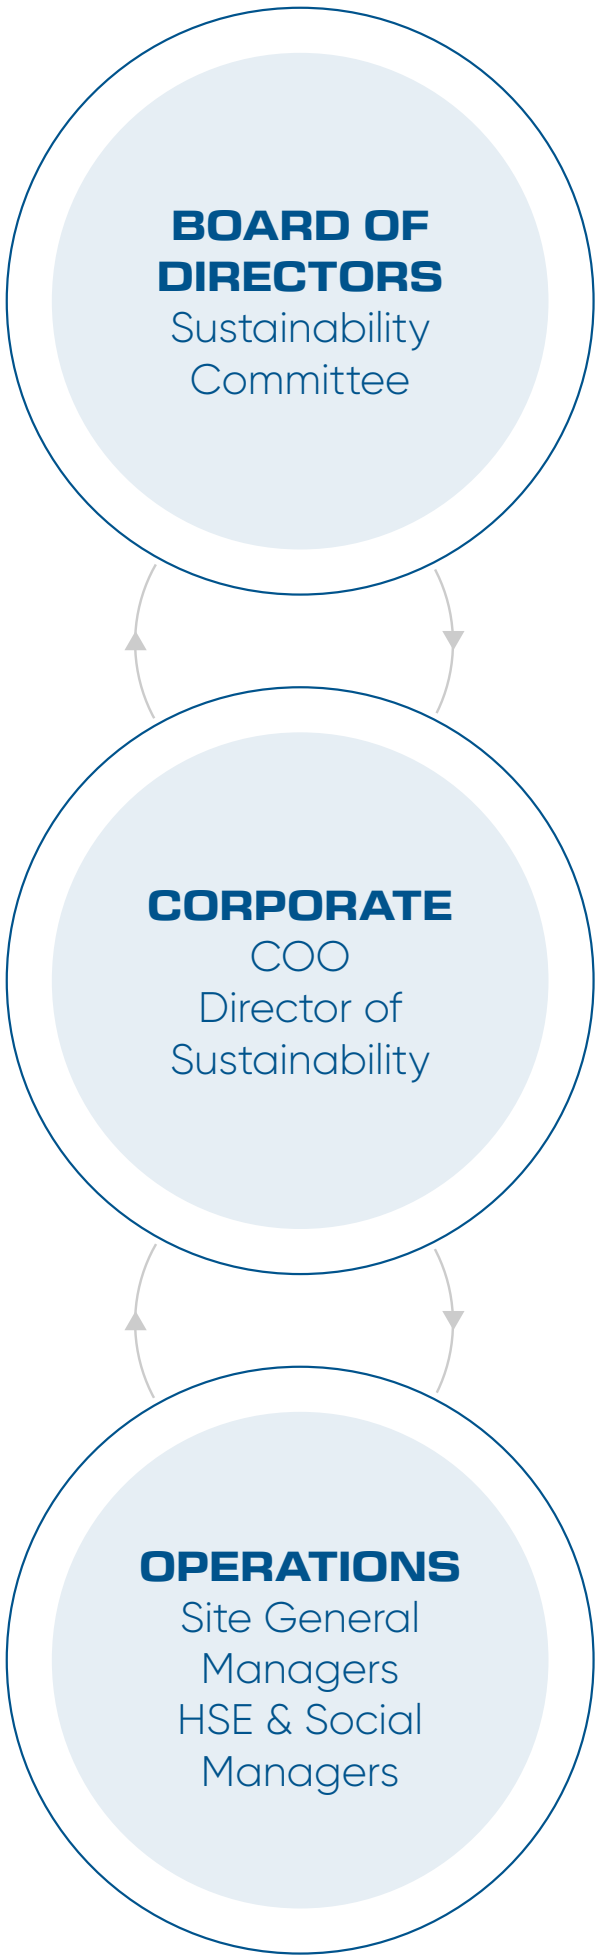 BOARD OF
DIRECTORS
Sustainability
Committee
CORPORATE
COO
Director of
Sustainability
OPERATIONS
Site General
Managers
HSE & Social
Managers